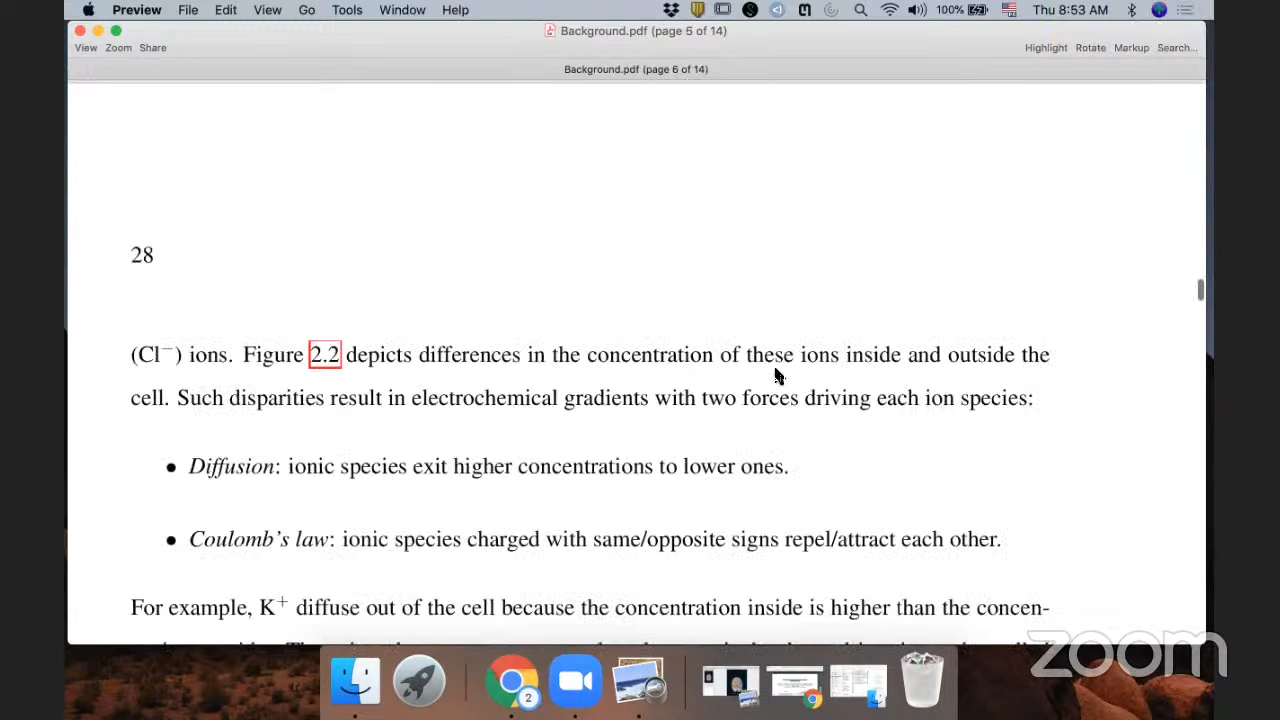 Preview File Edit View Go Tools Window Help 100% Thu 8:53 AM
Background.pdf (page 5 of 14)
View Zoom Share Highlight Rotate Markup Search...
Background.pdf (page 6 of 14)
28
(Cl⁻) ions. Figure 2.2 depicts differences in the concentration of these ions inside and outside the
cell. Such disparities result in electrochemical gradients with two forces driving each ion species:
• Diffusion: ionic species exit higher concentrations to lower ones.
• Coulomb's law: ionic species charged with same/opposite signs repel/attract each other.
For example, K⁺ diffuse out of the cell because the concentration inside is higher than the concen-
2
zoom